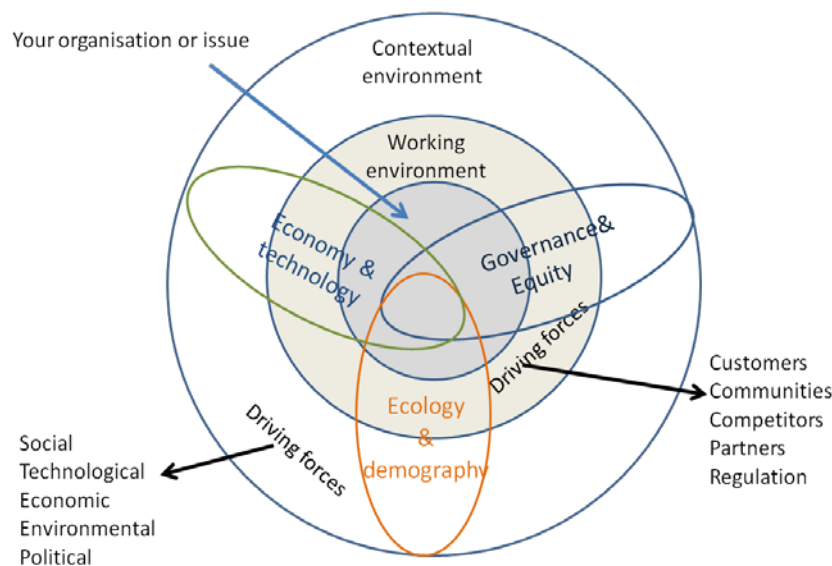 Your organisation or issue
Contextual
environment
Working
environment
Economy &
technology
Governance&
Equity
Driving forces
Customers
Communities
Competitors
Partners
Regulation
Ecology
&
demography
Driving forces
Social
Technological
Economic
Environmental
Political